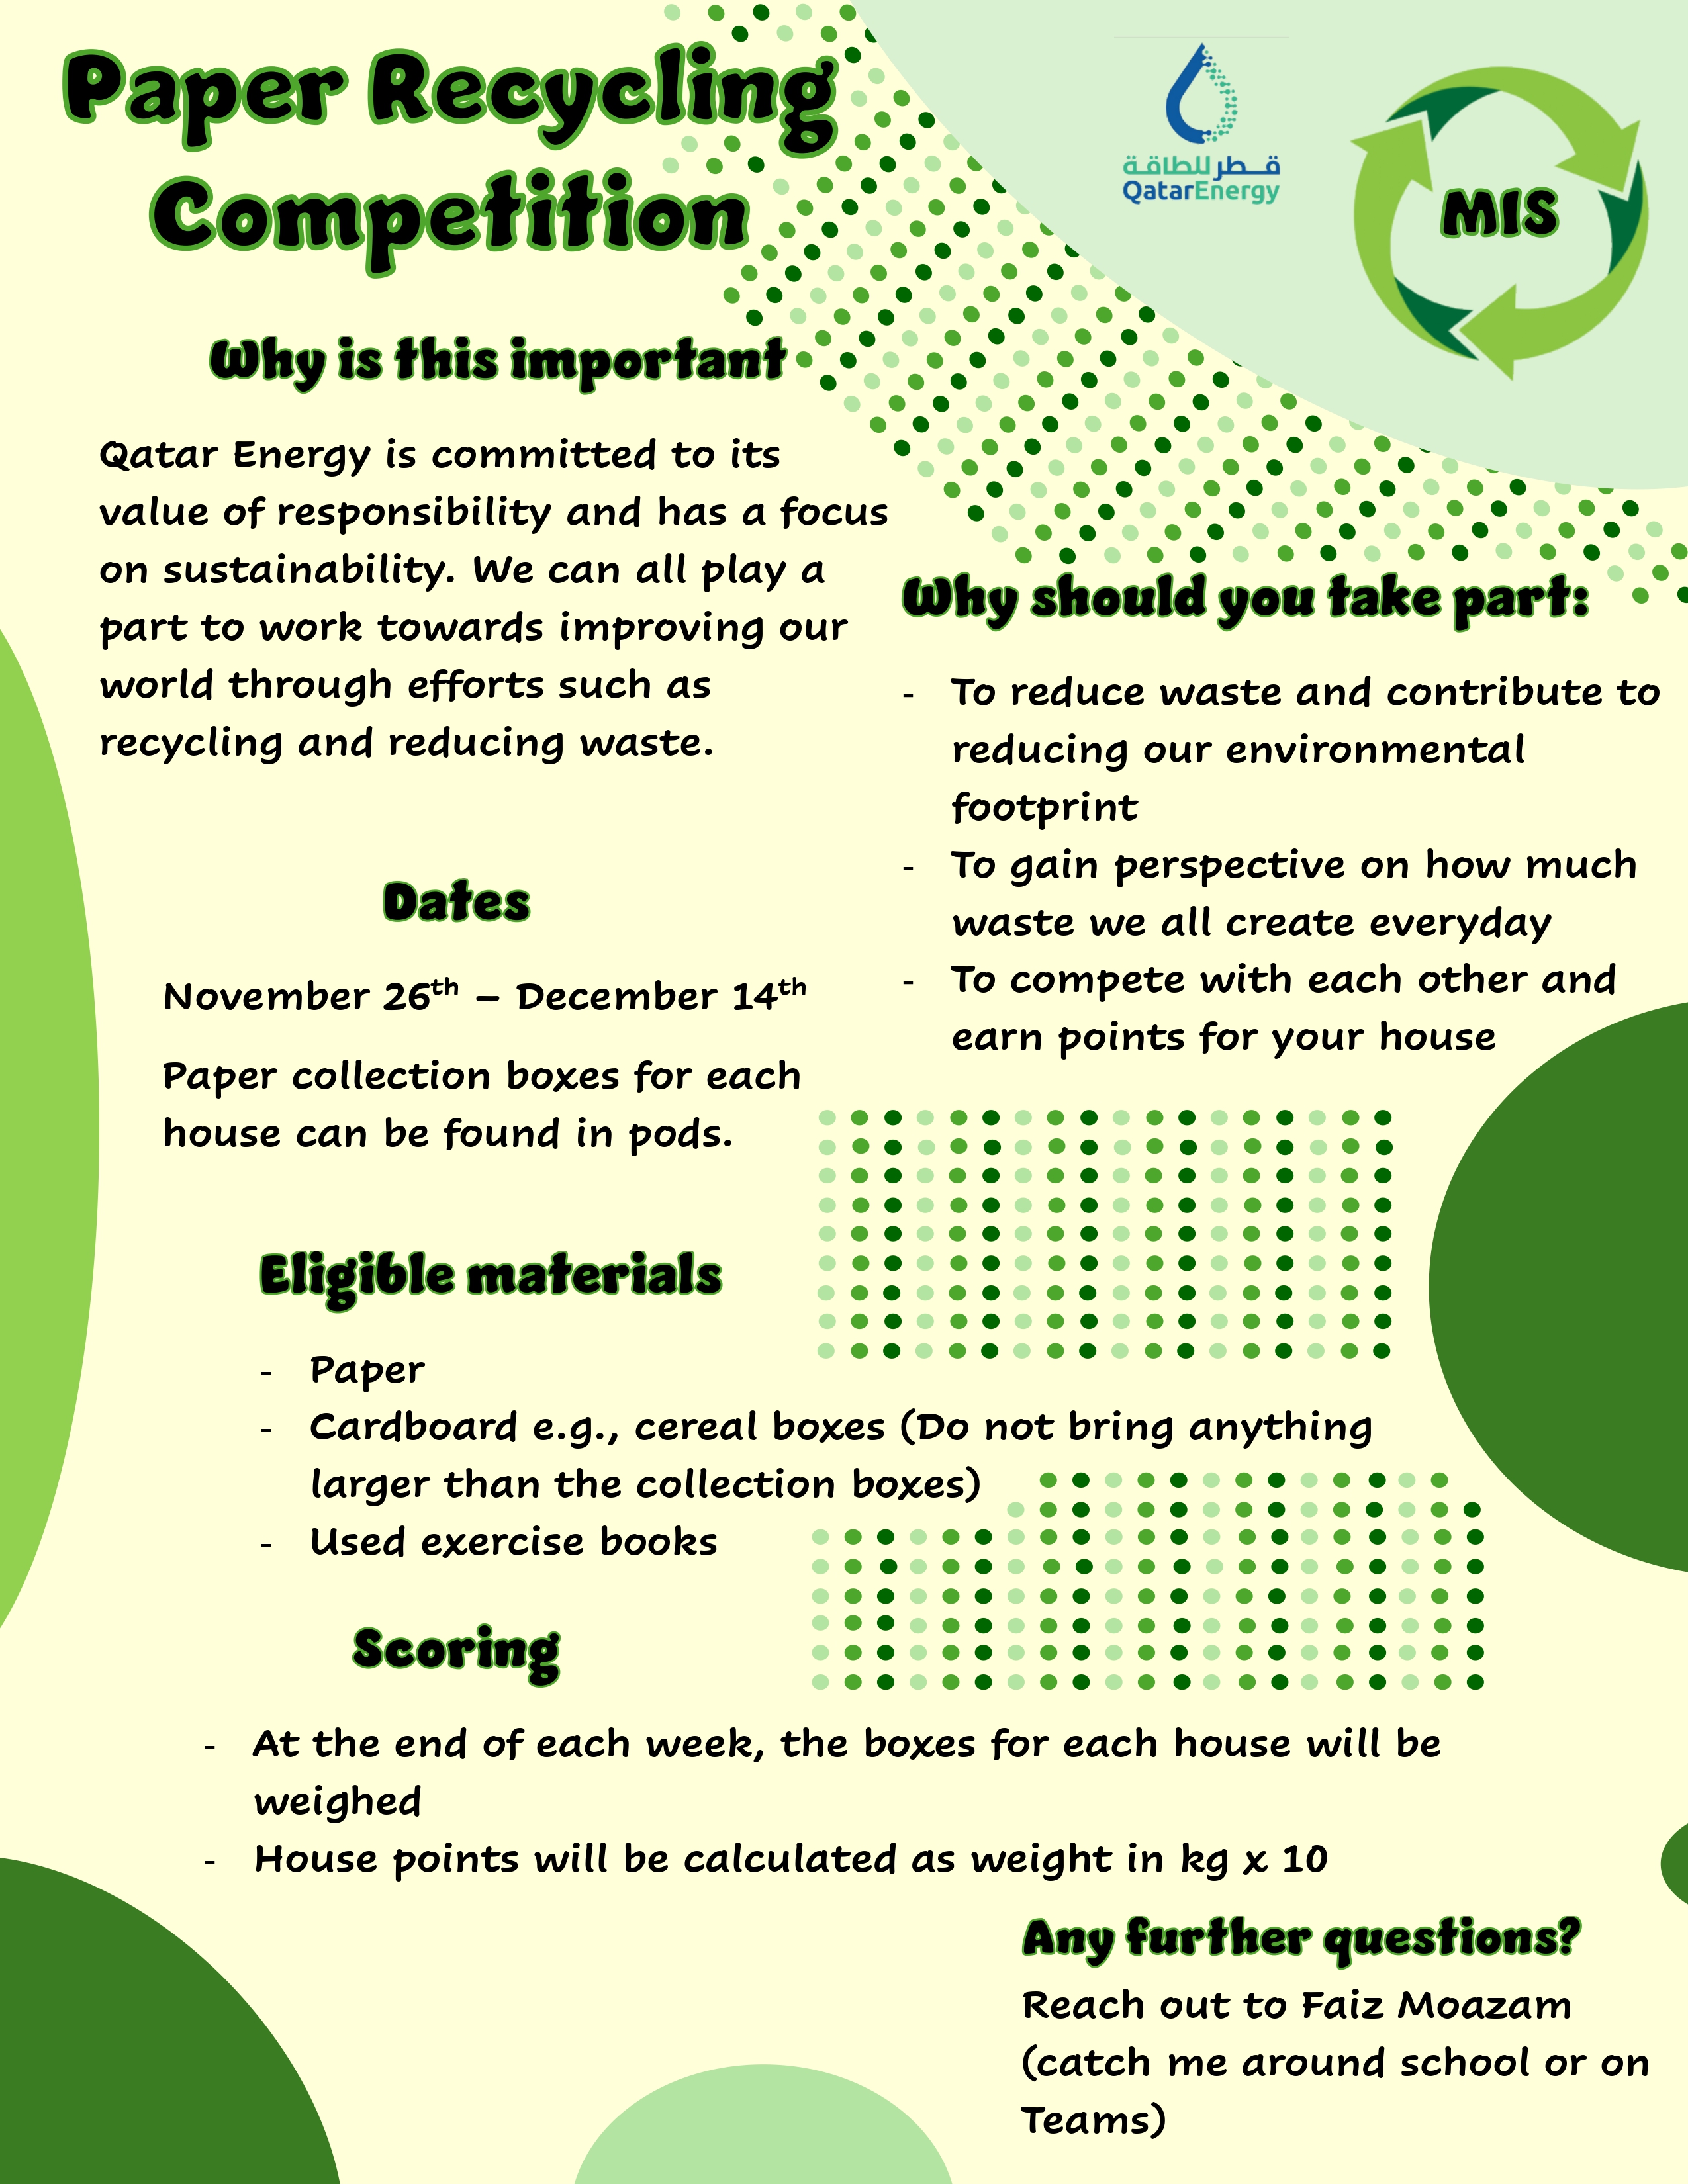 Paper Recycling
Competition
قطر للطاقة
QatarEnergy
MIS
Why is this important
Qatar Energy is committed to its
value of responsibility and has a focus
on sustainability. We can all play a
part to work towards improving our
world through efforts such as
recycling and reducing waste.
Why should you take part:
- To reduce waste and contribute to
reducing our environmental
footprint
- To gain perspective on how much
waste we all create everyday
- To compete with each other and
earn points for your house
Dates
November 26th – December 14th
Paper collection boxes for each
house can be found in pods.
Eligible materials
- Paper
- Cardboard e.g., cereal boxes (Do not bring anything
larger than the collection boxes)
- Used exercise books
Scoring
- At the end of each week, the boxes for each house will be
weighed
- House points will be calculated as weight in kg x 10
Any further questions?
Reach out to Faiz Moazam
(catch me around school or on
Teams)